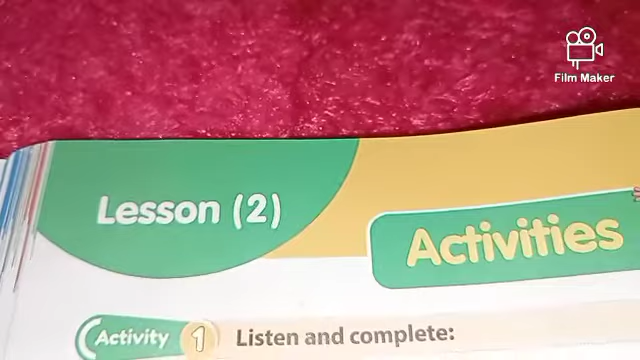 Film Maker
Lesson (2)
Activities
Activity 1 Listen and complete: